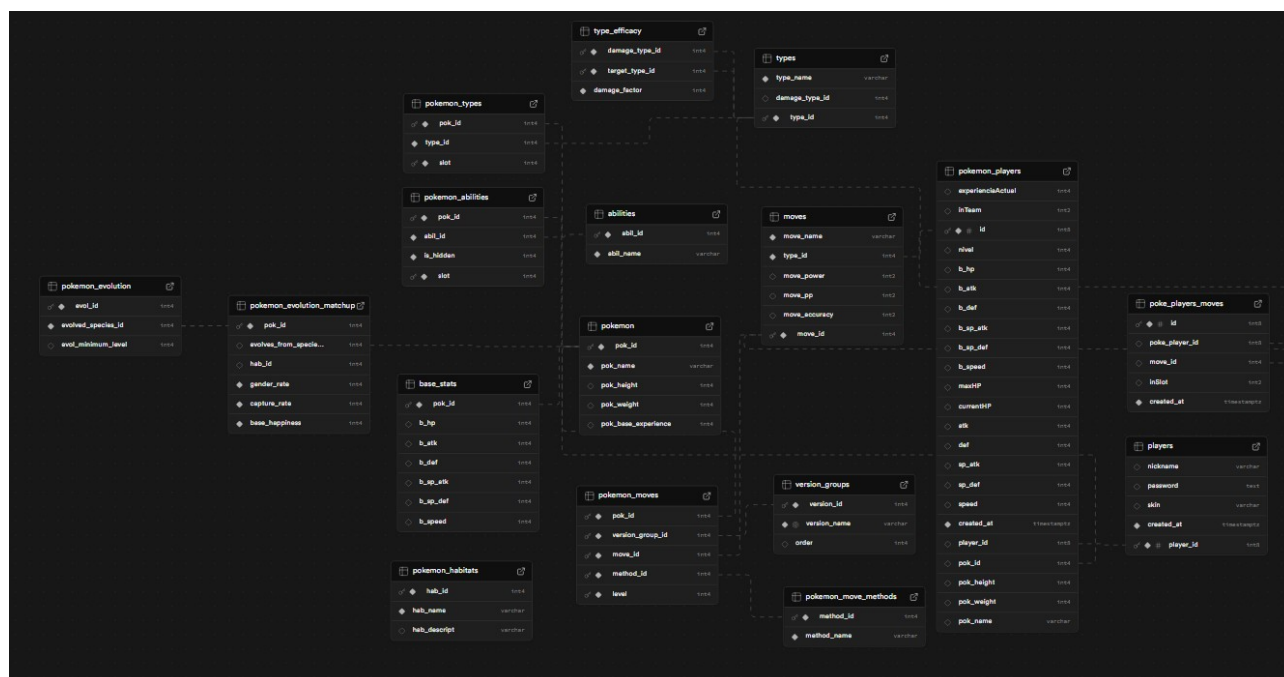 type_efficacy
damage_type_id int4
target_type_id int4
damage_factor int4
types
type_name varchar
damage_type_id int4
type_id int4
pokemon_types
pok_id int4
type_id int4
slot int4
pokemon_abilities
pok_id int4
abil_id int4
is_hidden int4
slot int4
abilities
abil_id int4
abil_name varchar
moves
move_name varchar
type_id int4
move_power int2
move_pp int2
move_accuracy int2
move_id int4
pokemon_players
experienciaActual int4
inTeam int2
id int8
nivel int4
b_hp int4
b_atk int4
b_def int4
b_sp_atk int4
b_sp_def int4
b_speed int4
maxHP int4
currentHP int4
atk int4
def int4
sp_atk int4
sp_def int4
speed int4
created_at timestamptz
player_id int8
pok_id int4
pok_height int4
pok_weight int4
pok_name varchar
pokemon_evolution
evol_id int4
evolved_species_id int4
evol_minimum_level int4
pokemon_evolution_matchup
pok_id int4
evolves_from_specie... int4
hab_id int4
gender_rate int4
capture_rate int4
base_happiness int4
base_stats
pok_id int4
b_hp int4
b_atk int4
b_def int4
b_sp_atk int4
b_sp_def int4
b_speed int4
pokemon
pok_id int4
pok_name varchar
pok_height int4
pok_weight int4
pok_base_experience int4
poke_players_moves
id int8
poke_player_id int8
move_id int4
inSlot int2
created_at timestamptz
players
nickname varchar
password text
skin varchar
created_at timestamptz
player_id int8
pokemon_moves
pok_id int4
version_group_id int4
move_id int4
method_id int4
level int4
version_groups
version_id int4
version_name varchar
order int4
pokemon_habitats
hab_id int4
hab_name varchar
hab_descript varchar
pokemon_move_methods
method_id int4
method_name varchar